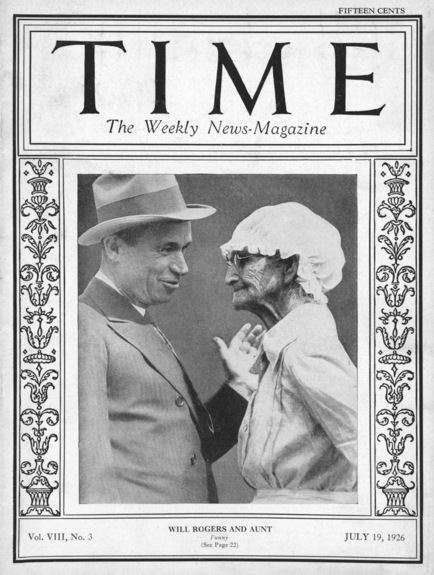 FIFTEEN CENTS
TIME
The Weekly News-Magazine
WILL ROGERS AND AUNT
Funny
(See Page 22)
Vol. VIII, No. 3
JULY 19, 1926